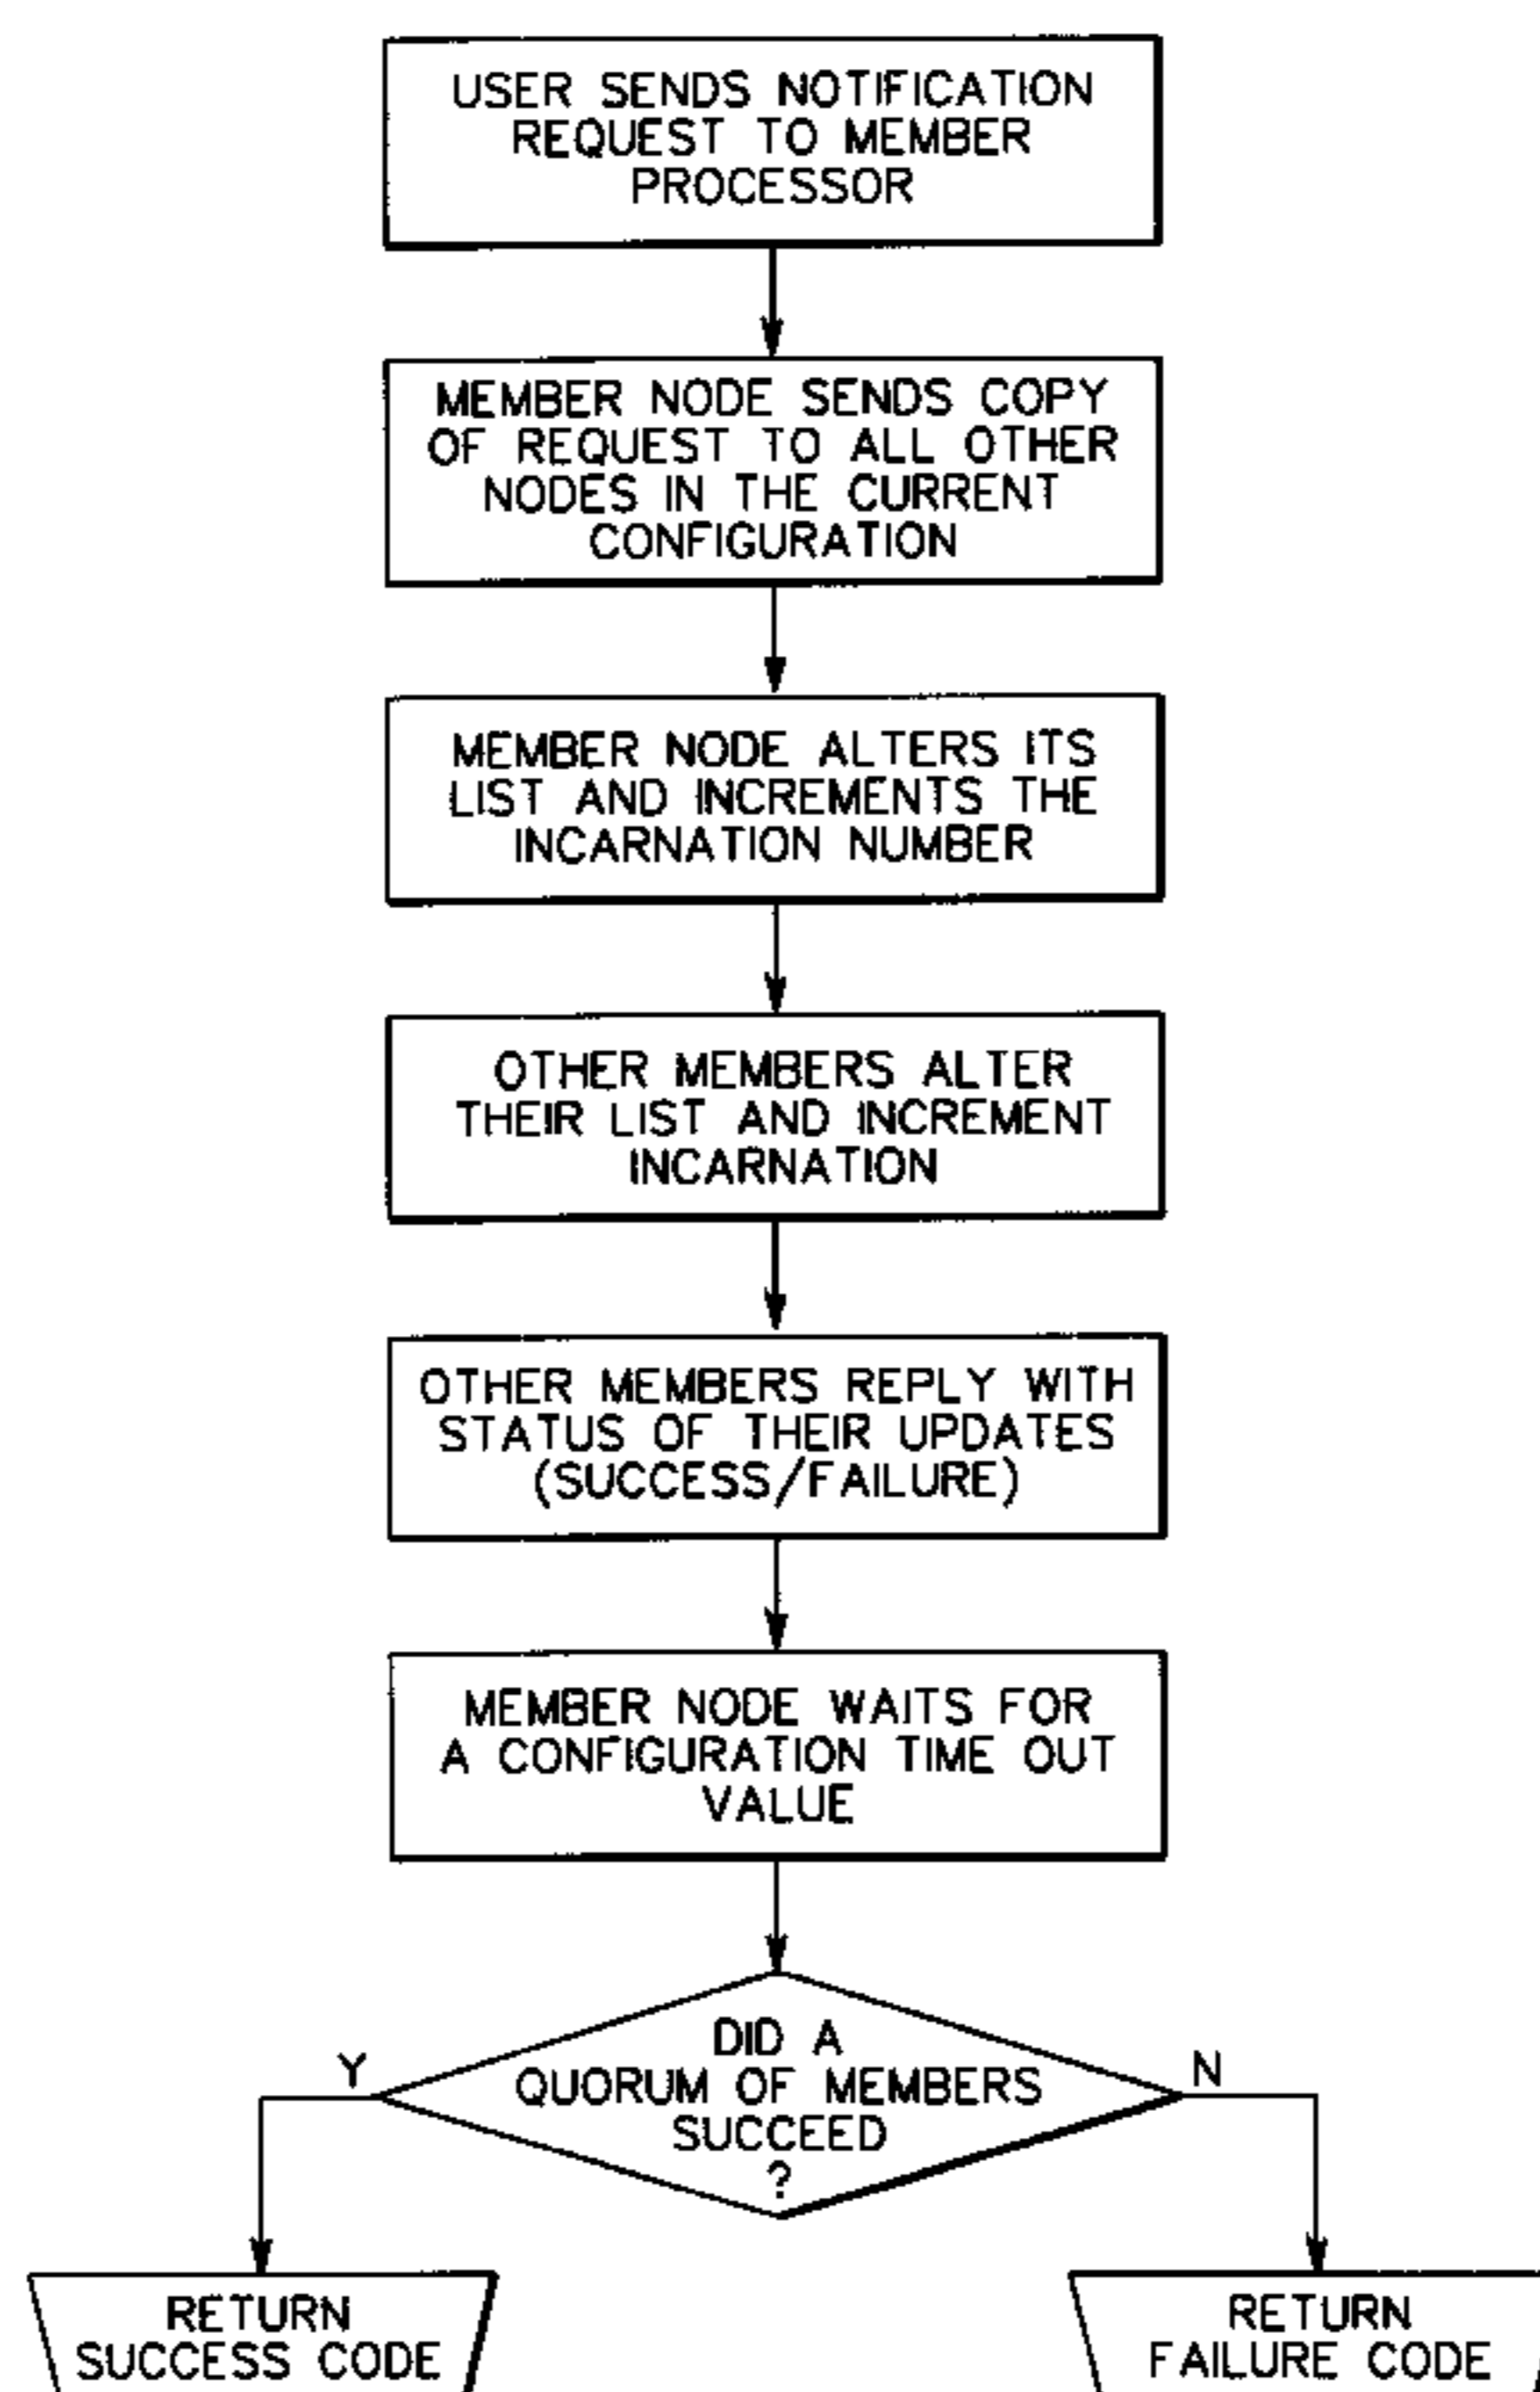 USER SENDS NOTIFICATION
REQUEST TO MEMBER
PROCESSOR
MEMBER NODE SENDS COPY
OF REQUEST TO ALL OTHER
NODES IN THE CURRENT
CONFIGURATION
MEMBER NODE ALTERS ITS
LIST AND INCREMENTS THE
INCARNATION NUMBER
OTHER MEMBERS ALTER
THEIR LIST AND INCREMENT
INCARNATION
OTHER MEMBERS REPLY WITH
STATUS OF THEIR UPDATES
(SUCCESS/FAILURE)
MEMBER NODE WAITS FOR
A CONFIGURATION TIME OUT
VALUE
DID A
QUORUM OF MEMBERS
SUCCEED
?
Y
N
RETURN
SUCCESS CODE
RETURN
FAILURE CODE